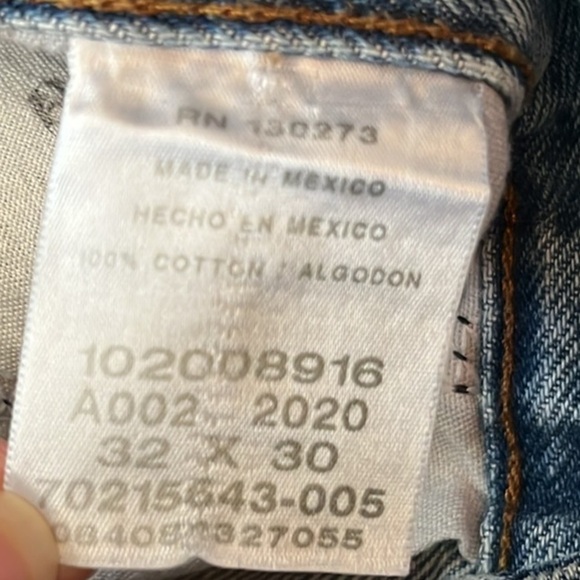 RN 130273
MADE IN MEXICO
HECHO EN MEXICO
100% COTTON / ALGODON
102008916
A002 - 2020
32 X 30
70215643-005